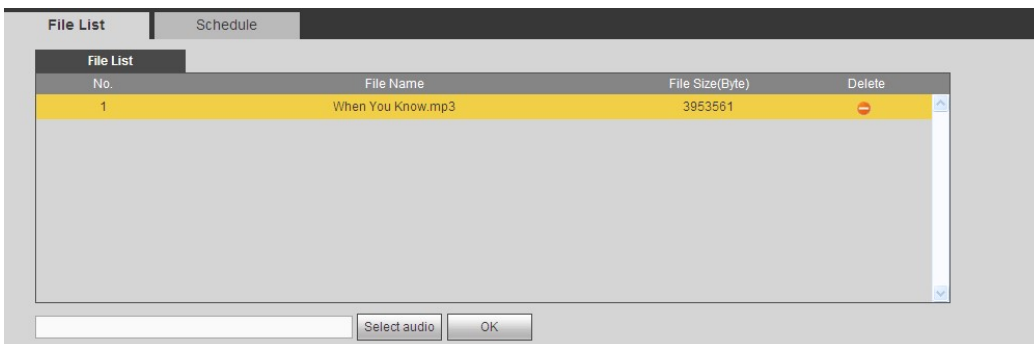 File List Schedule
File List
No. File Name File Size(Byte) Delete
1 When You Know.mp3 3953561
Select audio OK